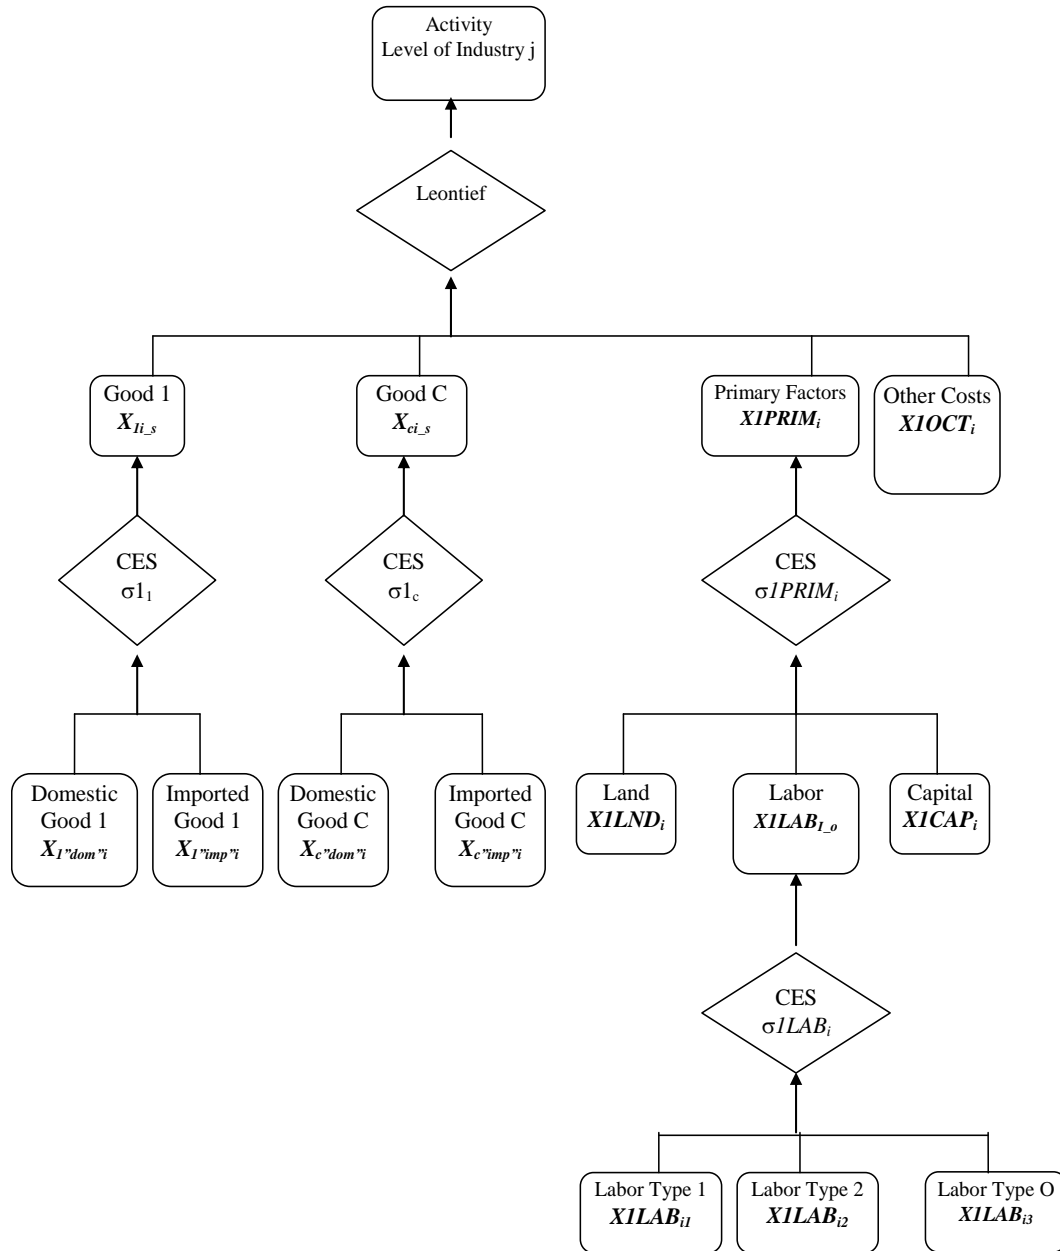 Activity
Level of Industry j
Leontief
Good 1
X1i_s
Good C
Xci_s
Primary Factors
X1PRIMi
Other Costs
X1OCTi
CES
σ11
CES
σ1c
CES
σ1PRIMi
Domestic
Good 1
X1”dom”i
Imported
Good 1
X1”imp”i
Domestic
Good C
Xc”dom”i
Imported
Good C
Xc”imp”i
Land
X1LNDi
Labor
X1LABI_o
Capital
X1CAPi
CES
σ1LABi
Labor Type 1
X1LABi1
Labor Type 2
X1LABi2
Labor Type O
X1LABi3